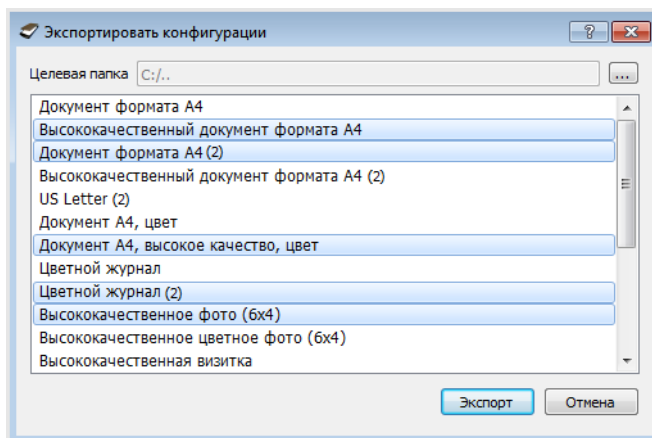 Экспортировать конфигурации
Целевая папка C:/.. ...
Документ формата A4
Высококачественный документ формата A4
Документ формата A4 (2)
Высококачественный документ формата A4 (2)
US Letter (2)
Документ A4, цвет
Документ A4, высокое качество, цвет
Цветной журнал
Цветной журнал (2)
Высококачественное фото (6x4)
Высококачественное цветное фото (6x4)
Высококачественная визитка
Экспорт Отмена